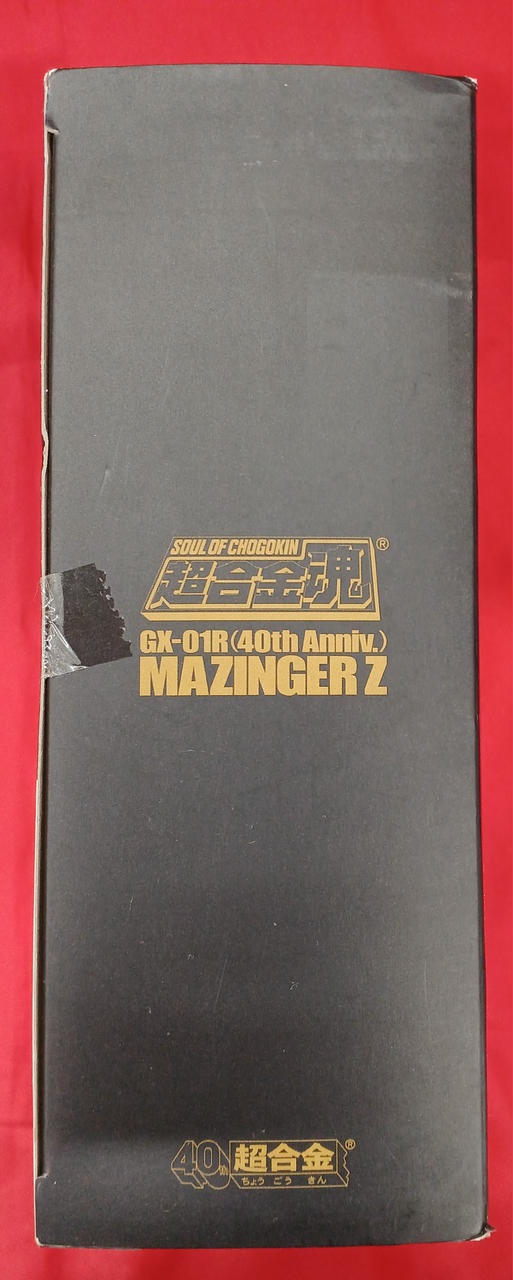 SOUL OF CHOGOKIN
超合金魂®
GX-01R (40th Anniv.)
MAZINGER Z
40th 超合金®
ちょう ごう きん